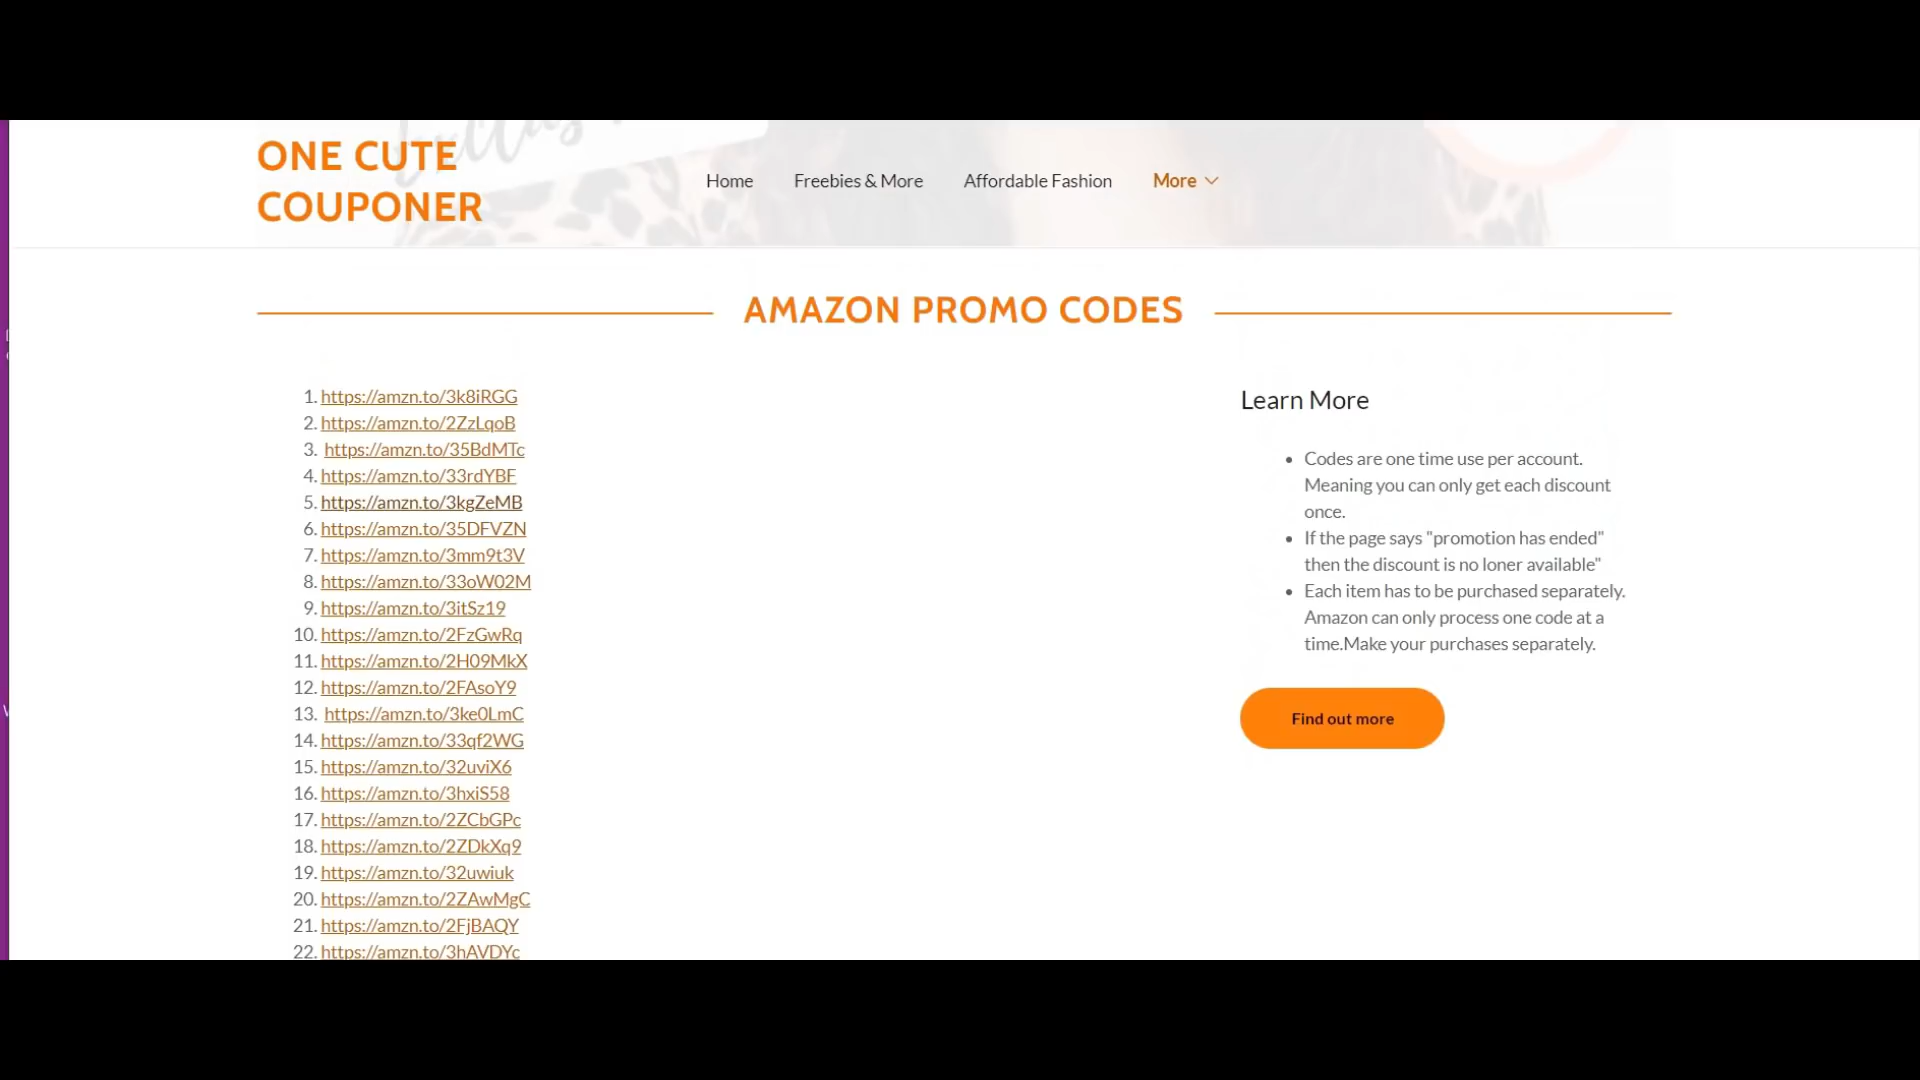 ONE CUTE
COUPONER
Home
Freebies & More
Affordable Fashion
More
AMAZON PROMO CODES
1. https://amzn.to/3k8iRGG
2. https://amzn.to/2ZzLqoB
3. https://amzn.to/35BdMTc
4. https://amzn.to/33rdYBF
5. https://amzn.to/3kgZeMB
6. https://amzn.to/35DFVZN
7. https://amzn.to/3mm9t3V
8. https://amzn.to/33oW02M
9. https://amzn.to/3itSz19
10. https://amzn.to/2FzGwRq
11. https://amzn.to/2H09MkX
12. https://amzn.to/2FAsoY9
13. https://amzn.to/3ke0LmC
14. https://amzn.to/33qf2WG
15. https://amzn.to/32uviX6
16. https://amzn.to/3hxiS58
17. https://amzn.to/2ZCbGPc
18. https://amzn.to/2ZDkXq9
19. https://amzn.to/32uwiuk
20. https://amzn.to/2ZAwMgC
21. https://amzn.to/2FjBAQY
22. https://amzn.to/3hAVDYc
Learn More
• Codes are one time use per account.
Meaning you can only get each discount
once.
• If the page says "promotion has ended"
then the discount is no loner available"
• Each item has to be purchased separately.
Amazon can only process one code at a
time.Make your purchases separately.
Find out more